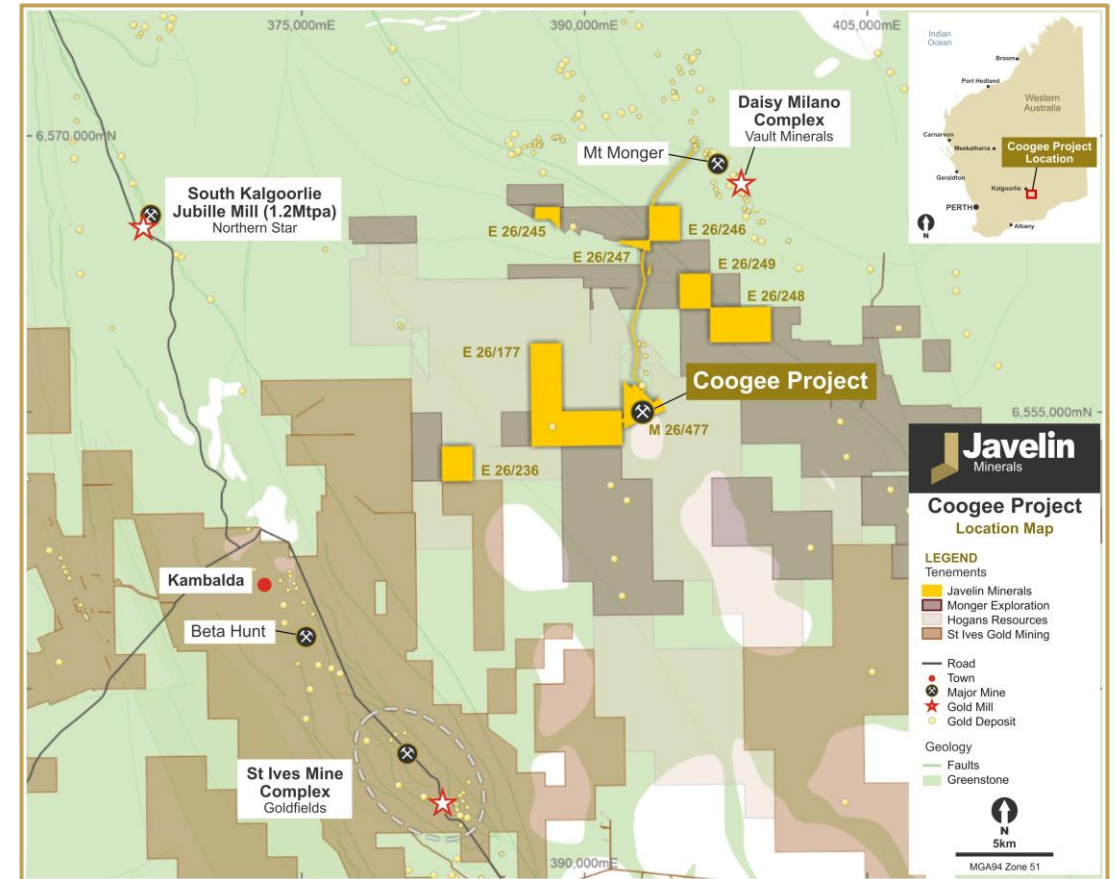 375,000mE
390,000mE
405,000mE
6,570,000mN
South Kalgoorlie
Jubille Mill (1.2Mtpa)
Northern Star
Mt Monger
Daisy Milano
Complex
Vault Minerals
E 26/245
E 26/246
E 26/247
E 26/249
E 26/248
E 26/177
Coogee Project
M 26/477
E 26/236
6,555,000mN
Kambalda
Beta Hunt
St Ives Mine
Complex
Goldfields
390,000mE
Indian
Ocean
Broom
Port Hedland
Western
Australia
Carnarvon
Meekatharra
Coogee Project
Location
Geraldton
Kalgoorlie
PERTH
Albany
N
Javelin
Minerals
Coogee Project
Location Map
LEGEND
Tenements
Javelin Minerals
Monger Exploration
Hogans Resources
St Ives Gold Mining
Road
Town
Major Mine
Gold Mill
Gold Deposit
Geology
Faults
Greenstone
N
5km
MGA94 Zone 51